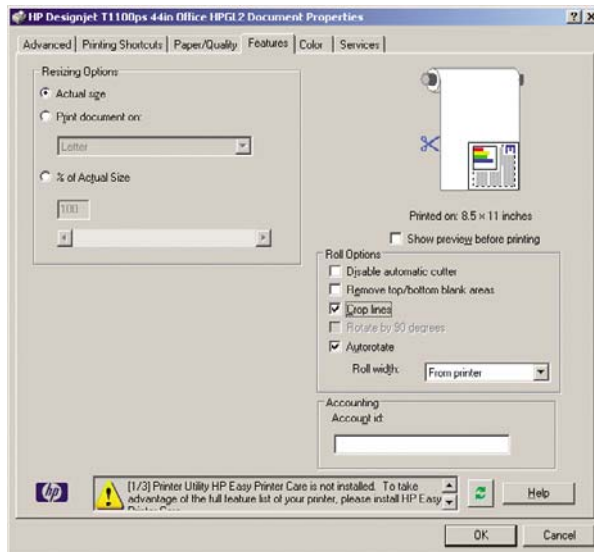 HP Designjet T1100ps 44in Office HPGL2 Document Properties
Advanced
Printing Shortcuts
Paper/Quality
Features
Color
Services
Resizing Options
Actual size
Print document on:
Letter
% of Actual Size
100
Printed on: 8.5 × 11 inches
Show preview before printing
Roll Options
Disable automatic cutter
Remove top/bottom blank areas
Crop lines
Rotate by 90 degrees
Autorotate
Roll width:
From printer
Accounting
Account id:
hp
[1/3] Printer Utility HP Easy Printer Care is not installed. To take
advantage of the full feature list of your printer, please install HP Easy
Printer Care
Help
OK
Cancel